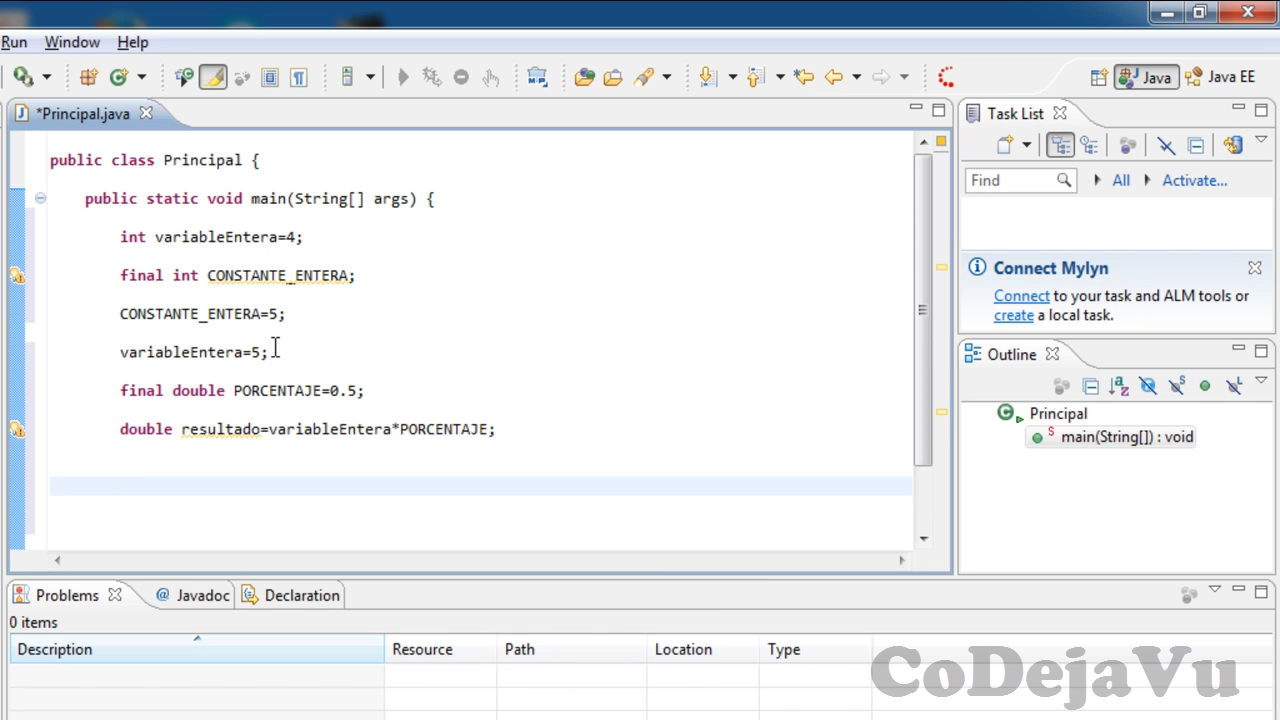 Run Window Help
Java Java EE
*Principal.java
public class Principal {
public static void main(String[] args) {
int variableEntera=4;
final int CONSTANTE_ENTERA;
CONSTANTE_ENTERA=5;
variableEntera=5;
final double PORCENTAJE=0.5;
double resultado=variableEntera*PORCENTAJE;
Task List
Find All Activate...
Connect Mylyn
Connect to your task and ALM tools or
create a local task.
Outline
Principal
main(String[]) : void
Problems Javadoc Declaration
0 items
Description Resource Path Location Type
CoDejaVu